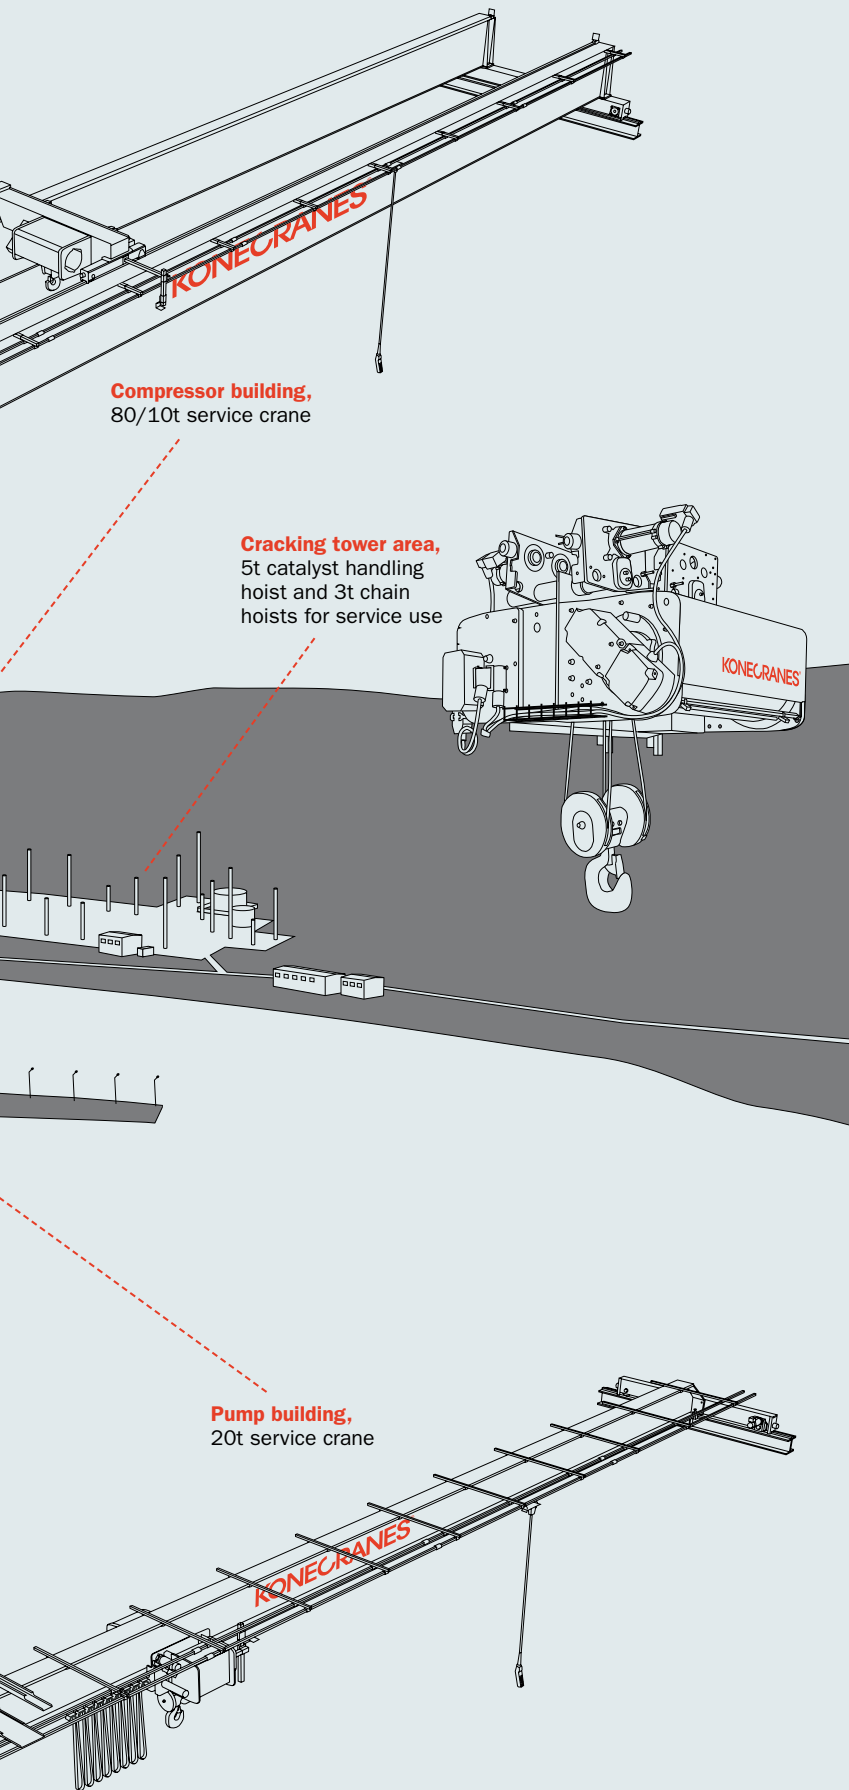 KONECRANES
Compressor building,
80/10t service crane
Cracking tower area,
5t catalyst handling
hoist and 3t chain
hoists for service use
KONECRANES
Pump building,
20t service crane
KONECRANES